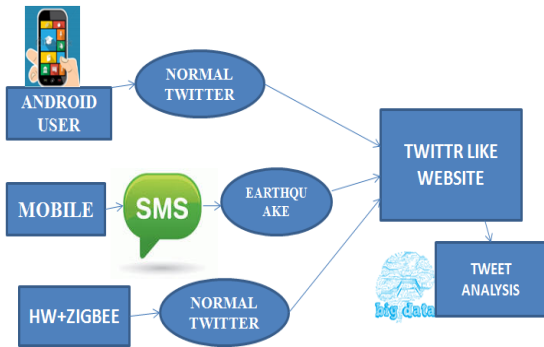 NORMAL
TWITTER
ANDROID
USER
TWITTR LIKE
WEBSITE
MOBILE
SMS
EARTHQU
AKE
HW+ZIGBEE
NORMAL
TWITTER
big data
TWEET
ANALYSIS